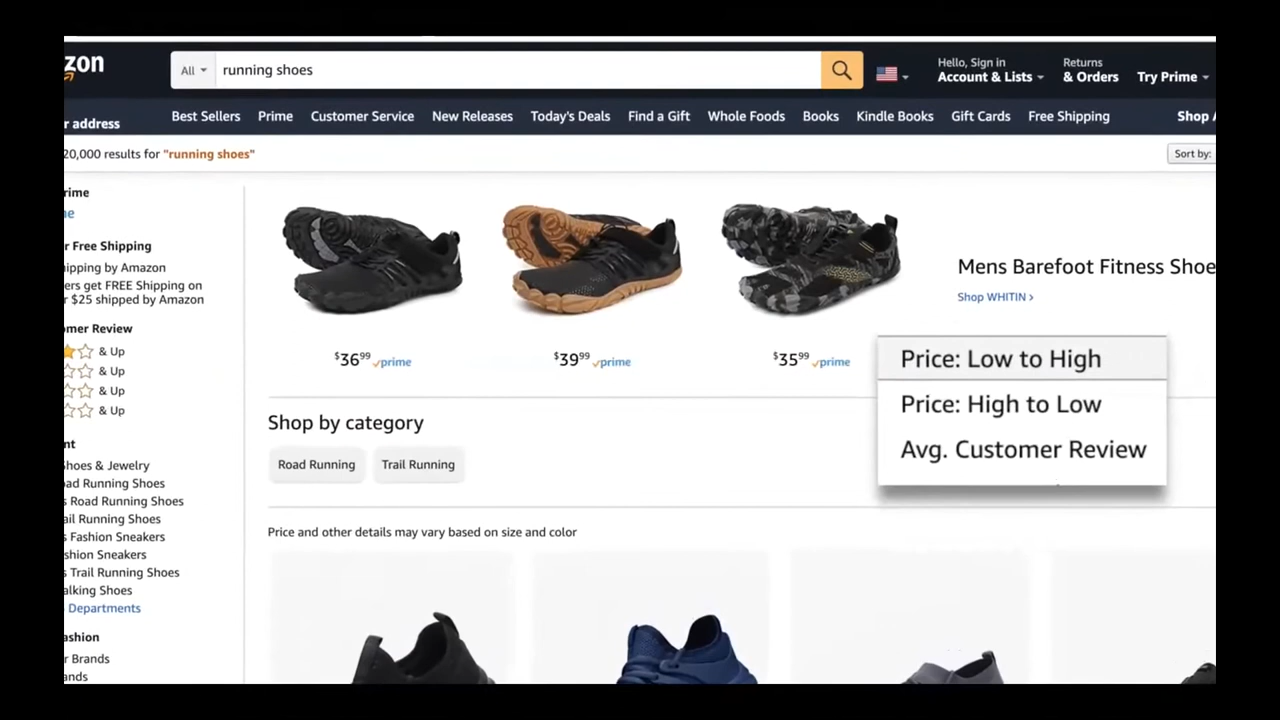 zon
All
running shoes
Hello, Sign in
Account & Lists
Returns
& Orders
Try Prime
r address
Best Sellers
Prime
Customer Service
New Releases
Today's Deals
Find a Gift
Whole Foods
Books
Kindle Books
Gift Cards
Free Shipping
Shop A
20,000 results for "running shoes"
Sort by:
rime
ne
r Free Shipping
hipping by Amazon
ers get FREE Shipping on
r $25 shipped by Amazon
omer Review
& Up
& Up
& Up
& Up
nt
Shoes & Jewelry
oad Running Shoes
s Road Running Shoes
ail Running Shoes
s Fashion Sneakers
shion Sneakers
s Trail Running Shoes
alking Shoes
Departments
ashion
r Brands
ands
$36.99 prime
$39.99 prime
$35.99 prime
Mens Barefoot Fitness Shoe
Shop WHITIN ›
Price: Low to High
Price: High to Low
Avg. Customer Review
Shop by category
Road Running
Trail Running
Price and other details may vary based on size and color